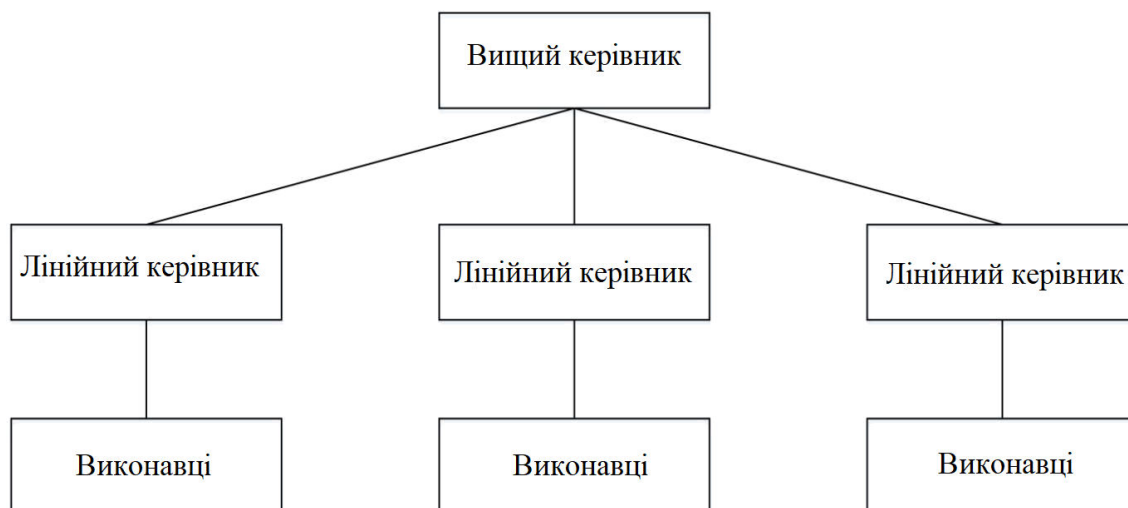 Вищий керівник
Лінійний керівник
Лінійний керівник
Лінійний керівник
Виконавці
Виконавці
Виконавці